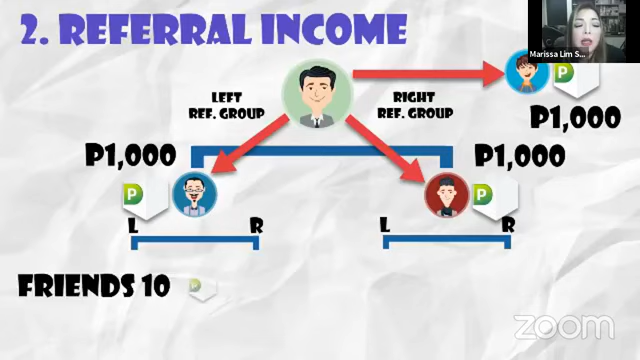 2. REFERRAL INCOME
Marissa Lim S...
LEFT
REF. GROUP
RIGHT
REF. GROUP
P
P1,000
P1,000
P1,000
P
P
L
R
L
R
FRIENDS 10
P
zoom